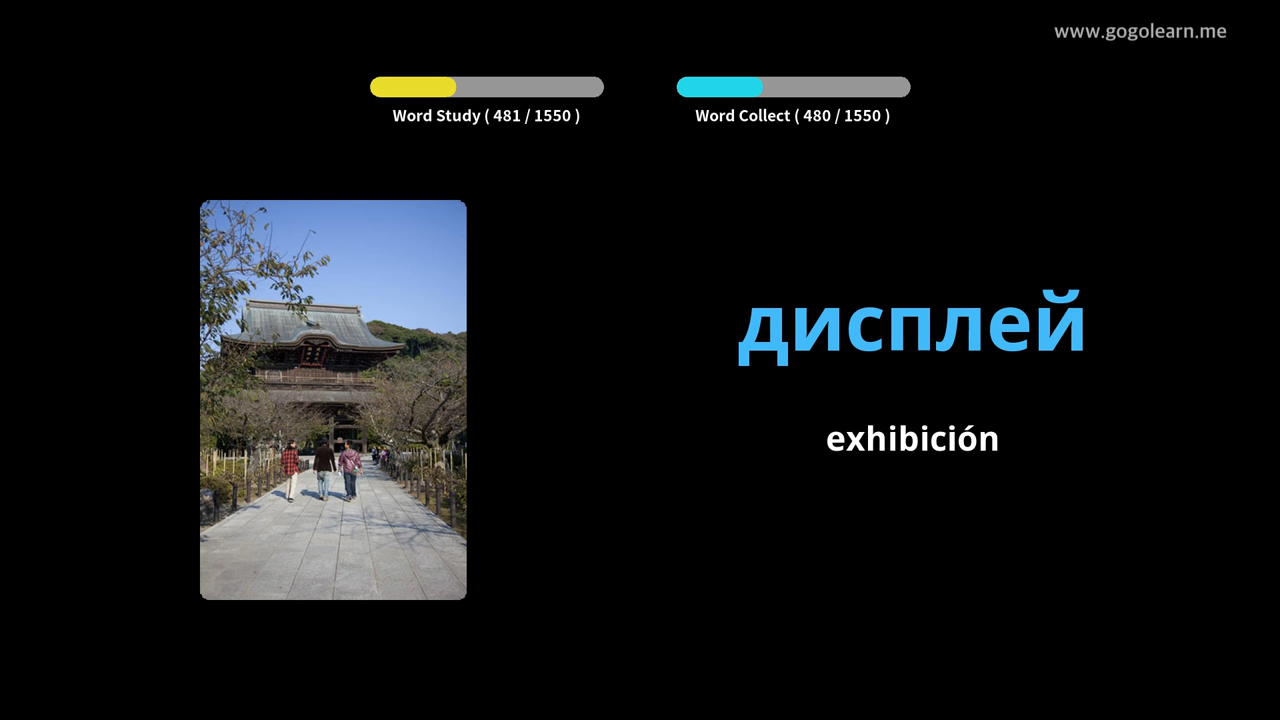 www.gogolearn.me
Word Study ( 481 / 1550 )
Word Collect ( 480 / 1550 )
дисплей
exhibición